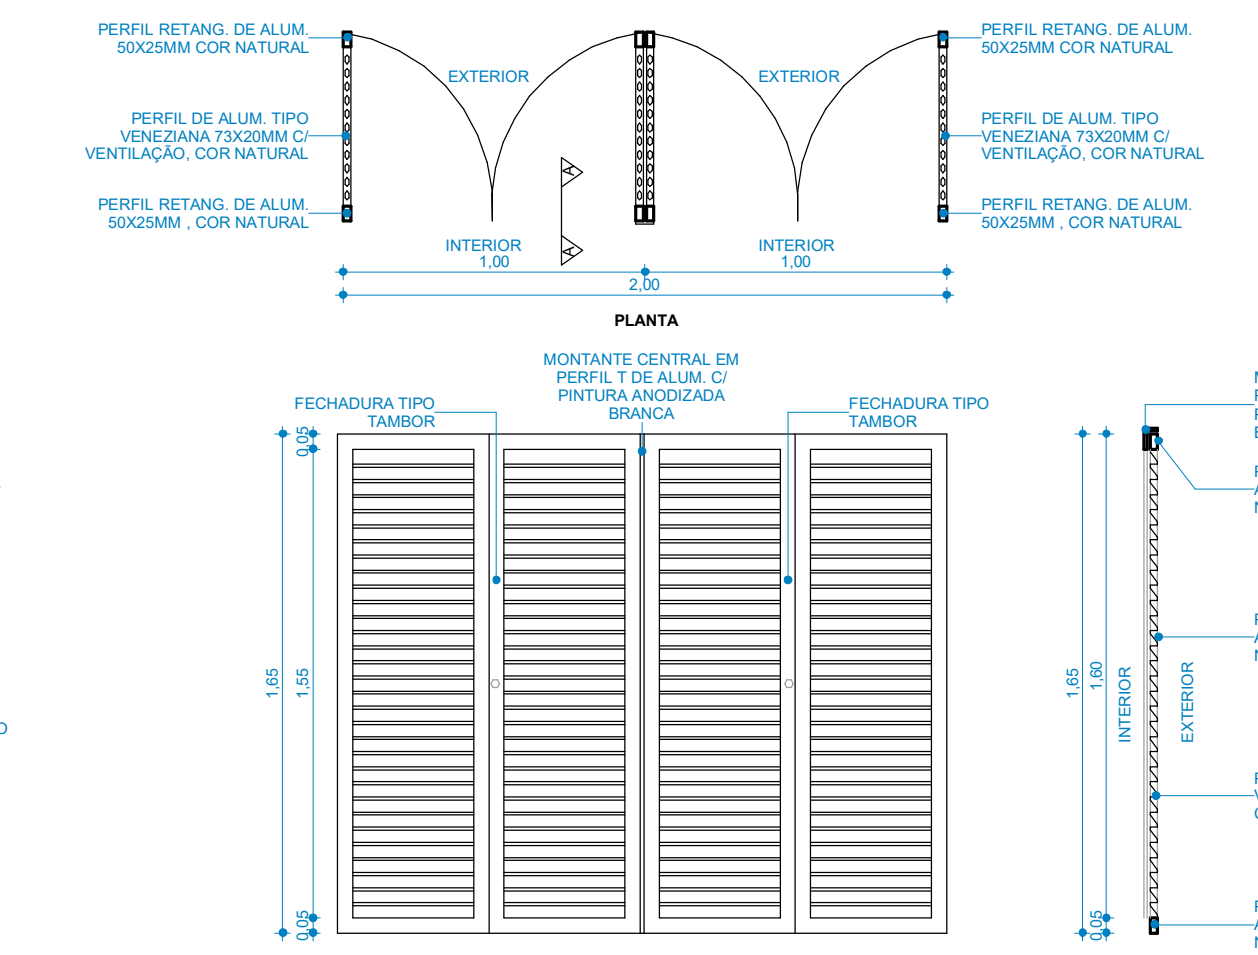 PERFIL RETANG. DE ALUM.
50X25MM COR NATURAL
PERFIL RETANG. DE ALUM.
50X25MM COR NATURAL
EXTERIOR
EXTERIOR
PERFIL DE ALUM. TIPO
VENEZIANA 73X20MM C/
VENTILAÇÃO, COR NATURAL
PERFIL DE ALUM. TIPO
VENEZIANA 73X20MM C/
VENTILAÇÃO, COR NATURAL
A
PERFIL RETANG. DE ALUM.
50X25MM , COR NATURAL
PERFIL RETANG. DE ALUM.
50X25MM , COR NATURAL
A
INTERIOR
INTERIOR
1,00
1,00
2,00
PLANTA
MONTANTE CENTRAL EM
PERFIL T DE ALUM. C/
PINTURA ANODIZADA
BRANCA
FECHADURA TIPO
TAMBOR
FECHADURA TIPO
TAMBOR
0,05
1,65
1,55
0,05
1,65
1,60
0,05
INTERIOR
EXTERIOR
O